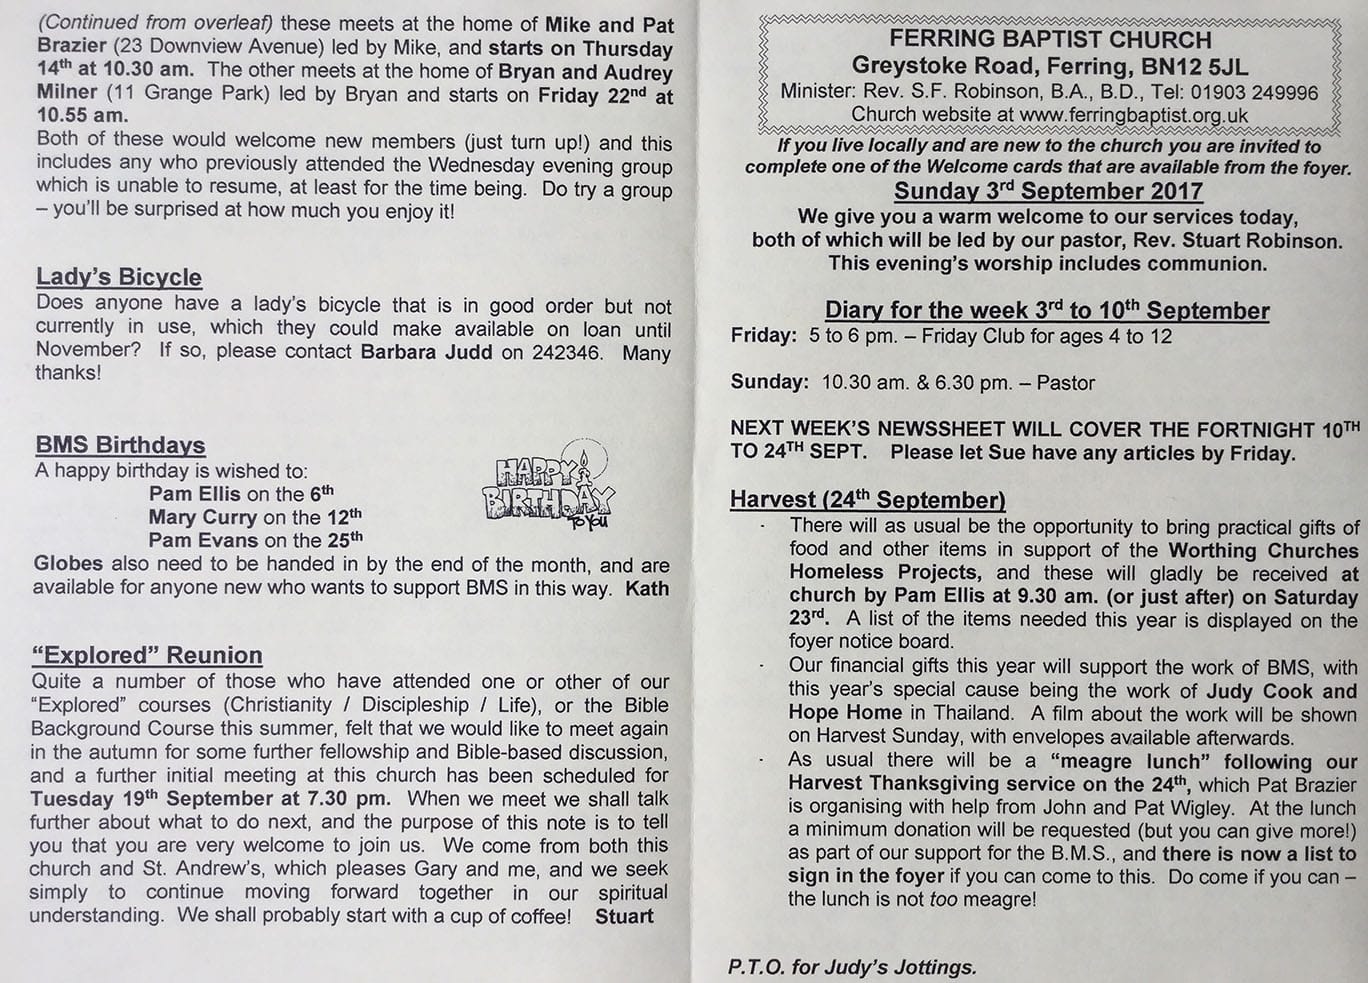 (Continued from overleaf) these meets at the home of Mike and Pat
Brazier (23 Downview Avenue) led by Mike, and starts on Thursday
14th at 10.30 am. The other meets at the home of Bryan and Audrey
Milner (11 Grange Park) led by Bryan and starts on Friday 22nd at
10.55 am.
Both of these would welcome new members (just turn up!) and this
includes any who previously attended the Wednesday evening group
which is unable to resume, at least for the time being. Do try a group
– you'll be surprised at how much you enjoy it!
Lady's Bicycle
Does anyone have a lady's bicycle that is in good order but not
currently in use, which they could make available on loan until
November? If so, please contact Barbara Judd on 242346. Many
thanks!
BMS Birthdays
A happy birthday is wished to:
Pam Ellis on the 6th
Mary Curry on the 12th
Pam Evans on the 25th
HAPPY
BIRTHDAY
TO YOU
Globes also need to be handed in by the end of the month, and are
available for anyone new who wants to support BMS in this way. Kath
"Explored" Reunion
Quite a number of those who have attended one or other of our
"Explored" courses (Christianity / Discipleship / Life), or the Bible
Background Course this summer, felt that we would like to meet again
in the autumn for some further fellowship and Bible-based discussion,
and a further initial meeting at this church has been scheduled for
Tuesday 19th September at 7.30 pm. When we meet we shall talk
further about what to do next, and the purpose of this note is to tell
you that you are very welcome to join us. We come from both this
church and St. Andrew's, which pleases Gary and me, and we seek
simply to continue moving forward together in our spiritual
understanding. We shall probably start with a cup of coffee! Stuart
FERRING BAPTIST CHURCH
Greystoke Road, Ferring, BN12 5JL
Minister: Rev. S.F. Robinson, B.A., B.D., Tel: 01903 249996
Church website at www.ferringbaptist.org.uk
If you live locally and are new to the church you are invited to
complete one of the Welcome cards that are available from the foyer.
Sunday 3rd September 2017
We give you a warm welcome to our services today,
both of which will be led by our pastor, Rev. Stuart Robinson.
This evening's worship includes communion.
Diary for the week 3rd to 10th September
Friday: 5 to 6 pm. – Friday Club for ages 4 to 12
Sunday: 10.30 am. & 6.30 pm. – Pastor
NEXT WEEK'S NEWSSHEET WILL COVER THE FORTNIGHT 10TH
TO 24TH SEPT. Please let Sue have any articles by Friday.
Harvest (24th September)
- There will as usual be the opportunity to bring practical gifts of
food and other items in support of the Worthing Churches
Homeless Projects, and these will gladly be received at
church by Pam Ellis at 9.30 am. (or just after) on Saturday
23rd. A list of the items needed this year is displayed on the
foyer notice board.
- Our financial gifts this year will support the work of BMS, with
this year's special cause being the work of Judy Cook and
Hope Home in Thailand. A film about the work will be shown
on Harvest Sunday, with envelopes available afterwards.
- As usual there will be a "meagre lunch" following our
Harvest Thanksgiving service on the 24th, which Pat Brazier
is organising with help from John and Pat Wigley. At the lunch
a minimum donation will be requested (but you can give more!)
as part of our support for the B.M.S., and there is now a list to
sign in the foyer if you can come to this. Do come if you can –
the lunch is not too meagre!
P.T.O. for Judy's Jottings.